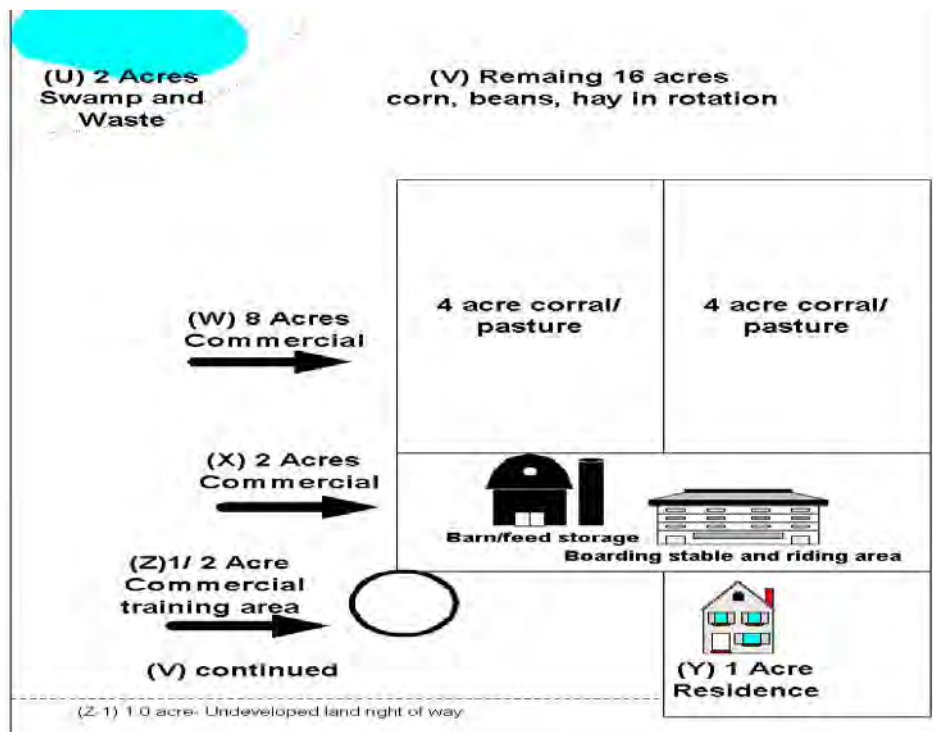 (U) 2 Acres
Swamp and
Waste
(V) Remaing 16 acres
corn, beans, hay in rotation
4 acre corral/
pasture
4 acre corral/
pasture
(W) 8 Acres
Commercial
(X) 2 Acres
Commercial
Barn/feed storage
Boarding stable and riding area
(Z)1/ 2 Acre
Commercial
training area
(V) continued
(Y) 1 Acre
Residence
(Z-1) 1.0 acre- Undeveloped land right of way